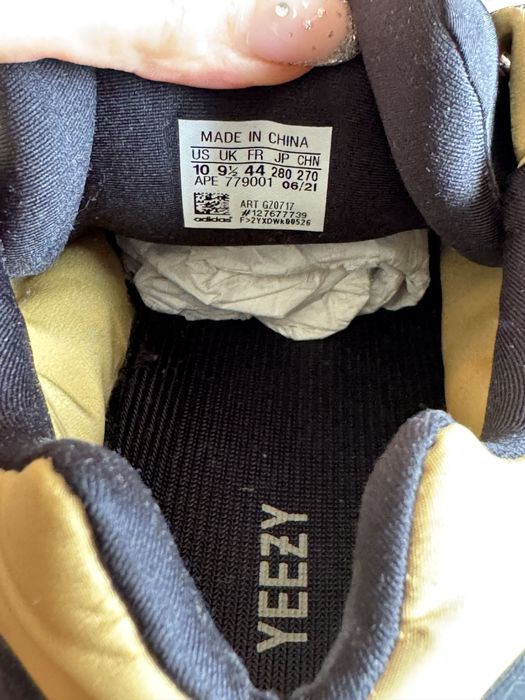 MADE IN CHINA
US UK FR JP CHN
10 9½ 44 280 270
APE 779001 06/21
ART GZ0717
adidas #127677739
F>2YXDWk00526
YEEZY